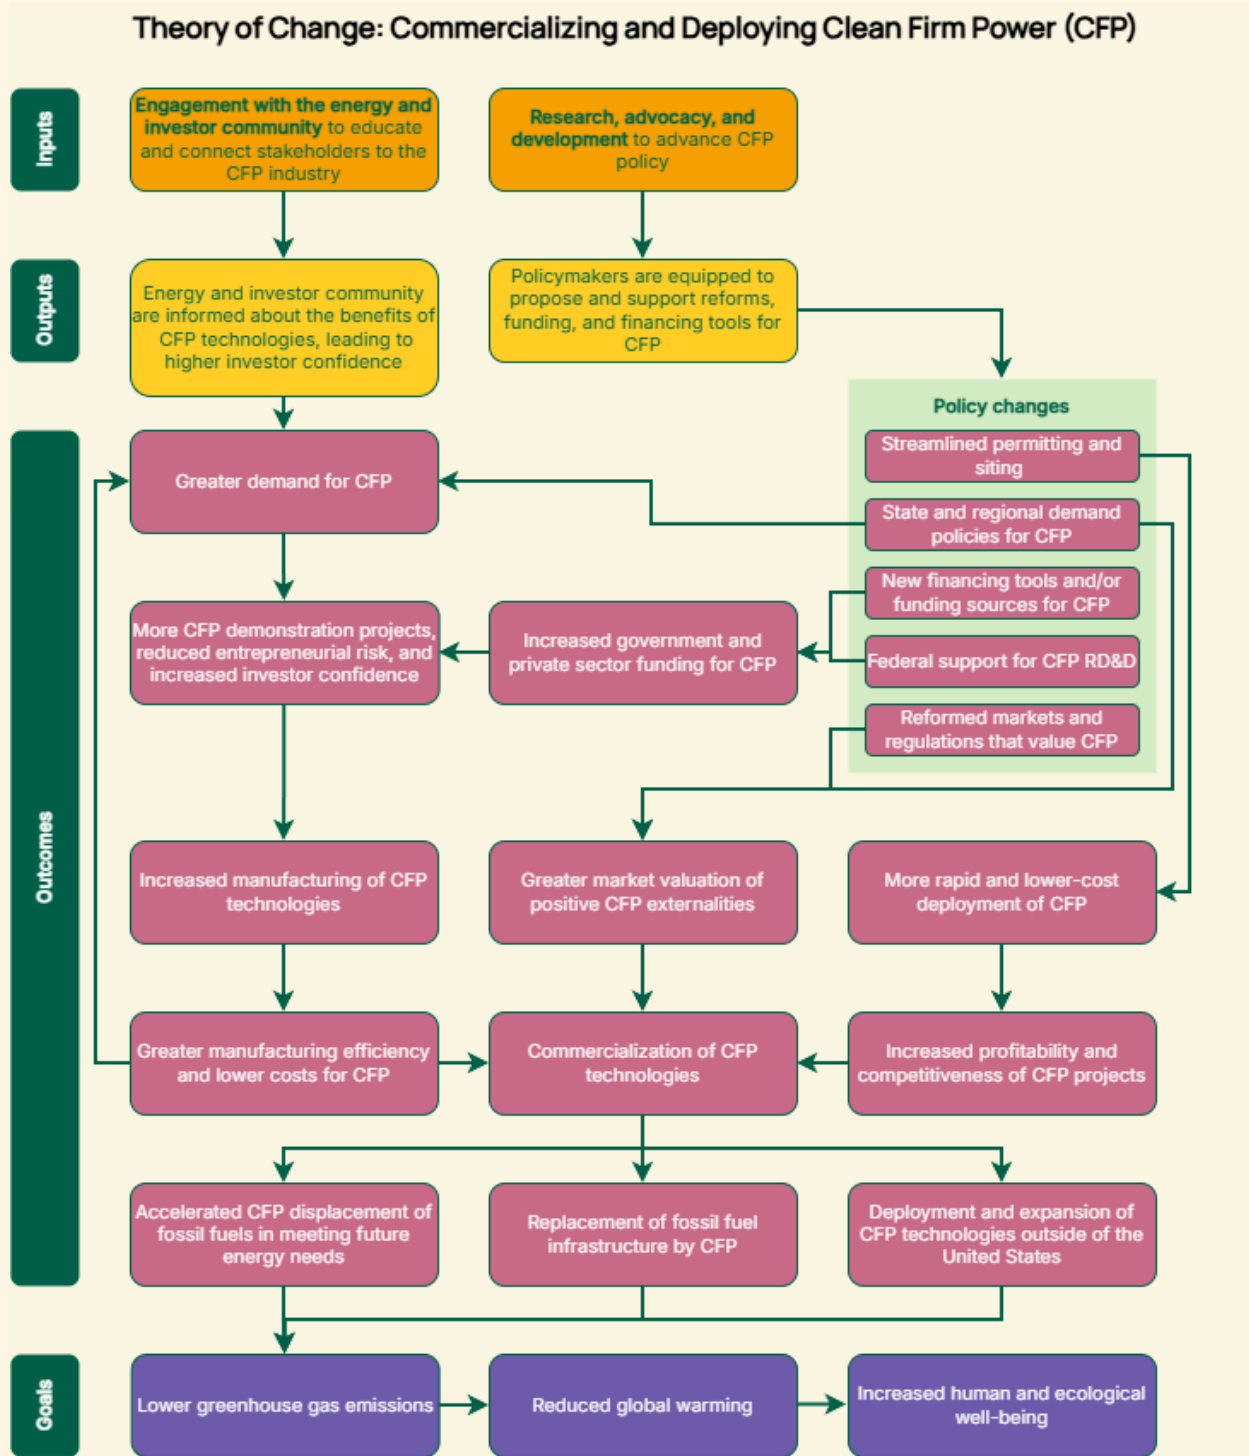 Theory of Change: Commercializing and Deploying Clean Firm Power (CFP)
Inputs
Engagement with the energy and
investor community to educate
and connect stakeholders to the
CFP industry
Research, advocacy, and
development to advance CFP
policy
Outputs
Energy and investor community
are informed about the benefits of
CFP technologies, leading to
higher investor confidence
Policymakers are equipped to
propose and support reforms,
funding, and financing tools for
CFP
Policy changes
Streamlined permitting and
siting
State and regional demand
policies for CFP
New financing tools and/or
funding sources for CFP
Federal support for CFP RD&D
Reformed markets and
regulations that value CFP
Outcomes
Greater demand for CFP
More CFP demonstration projects,
reduced entrepreneurial risk, and
increased investor confidence
Increased government and
private sector funding for CFP
Increased manufacturing of CFP
technologies
Greater market valuation of
positive CFP externalities
More rapid and lower-cost
deployment of CFP
Greater manufacturing efficiency
and lower costs for CFP
Commercialization of CFP
technologies
Increased profitability and
competitiveness of CFP projects
Accelerated CFP displacement of
fossil fuels in meeting future
energy needs
Replacement of fossil fuel
infrastructure by CFP
Deployment and expansion of
CFP technologies outside of the
United States
Goals
Lower greenhouse gas emissions
Reduced global warming
Increased human and ecological
well-being